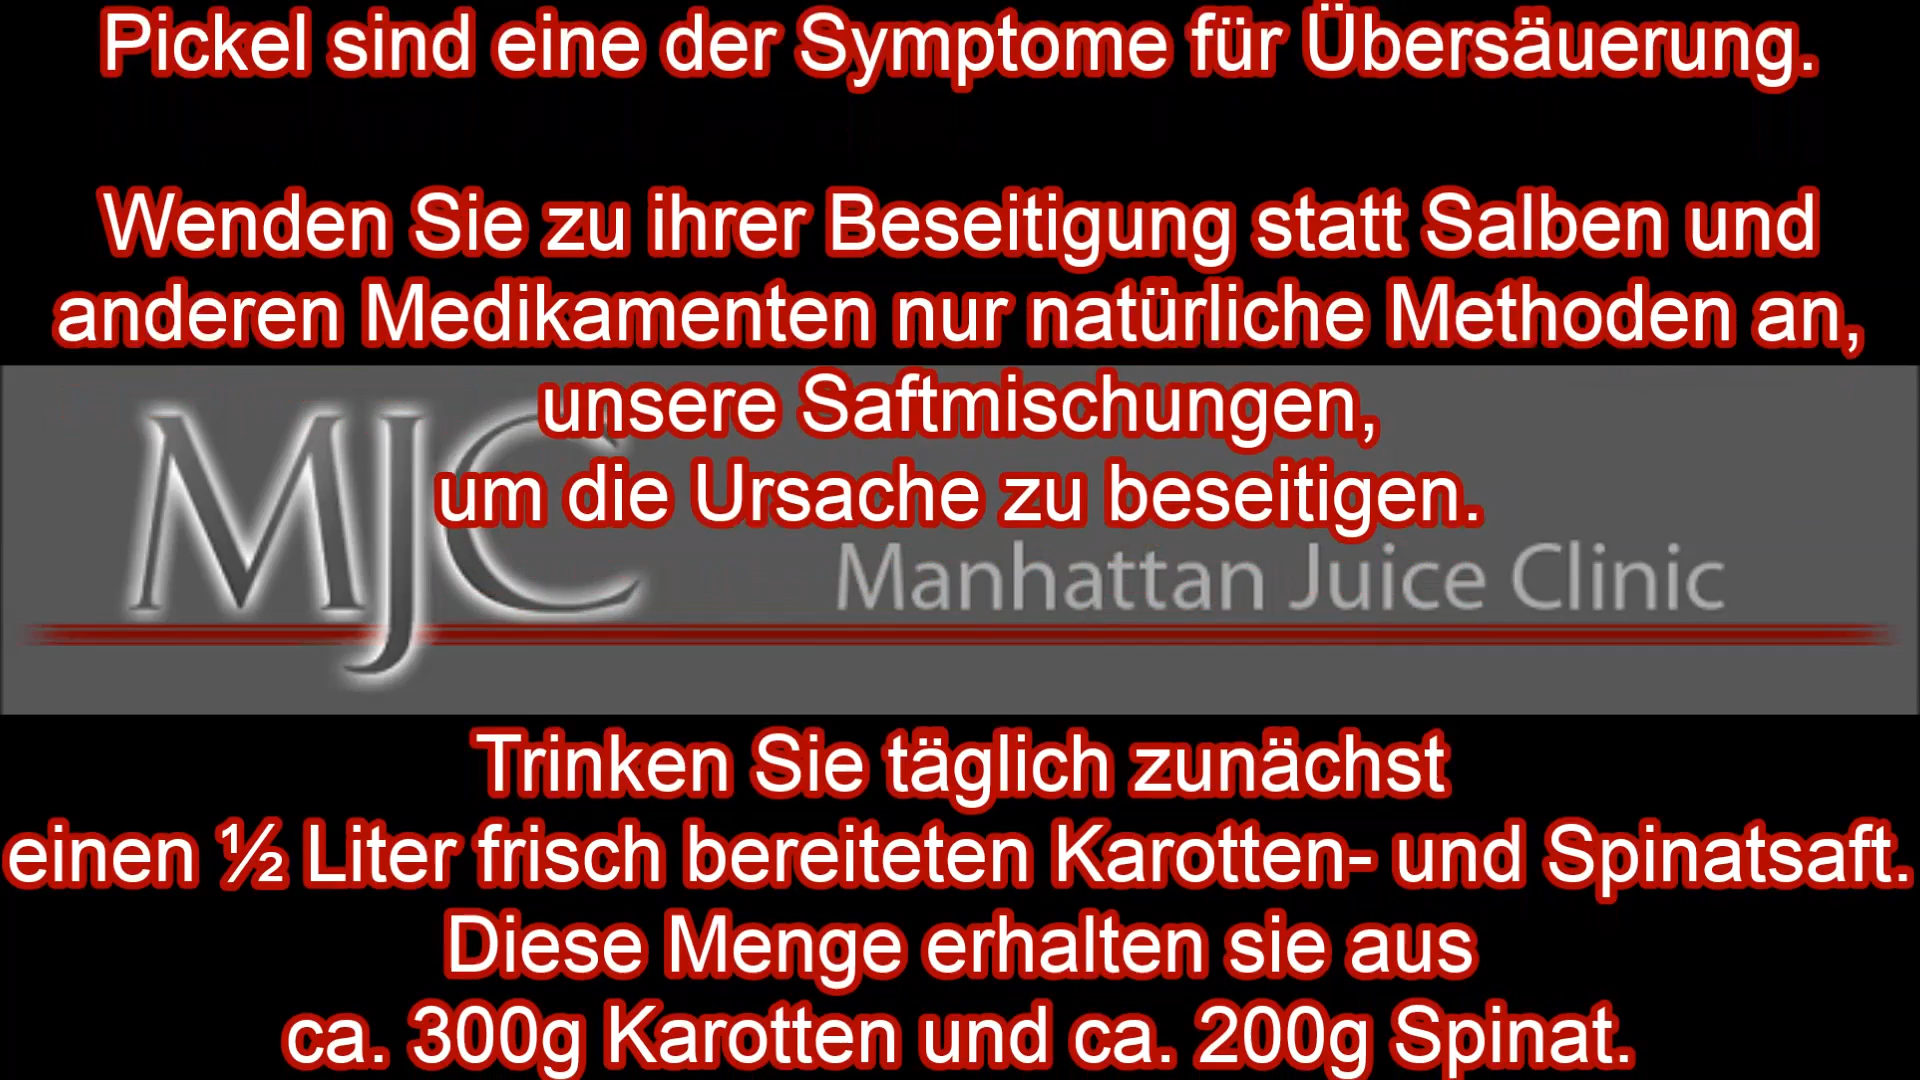 Pickel sind eine der Symptome für Übersäuerung.
Wenden Sie zu ihrer Beseitigung statt Salben und
anderen Medikamenten nur natürliche Methoden an,
unsere Saftmischungen,
um die Ursache zu beseitigen.
MJC Manhattan Juice Clinic
Trinken Sie täglich zunächst
einen ½ Liter frisch bereiteten Karotten- und Spinatsaft.
Diese Menge erhalten sie aus
ca. 300g Karotten und ca. 200g Spinat.